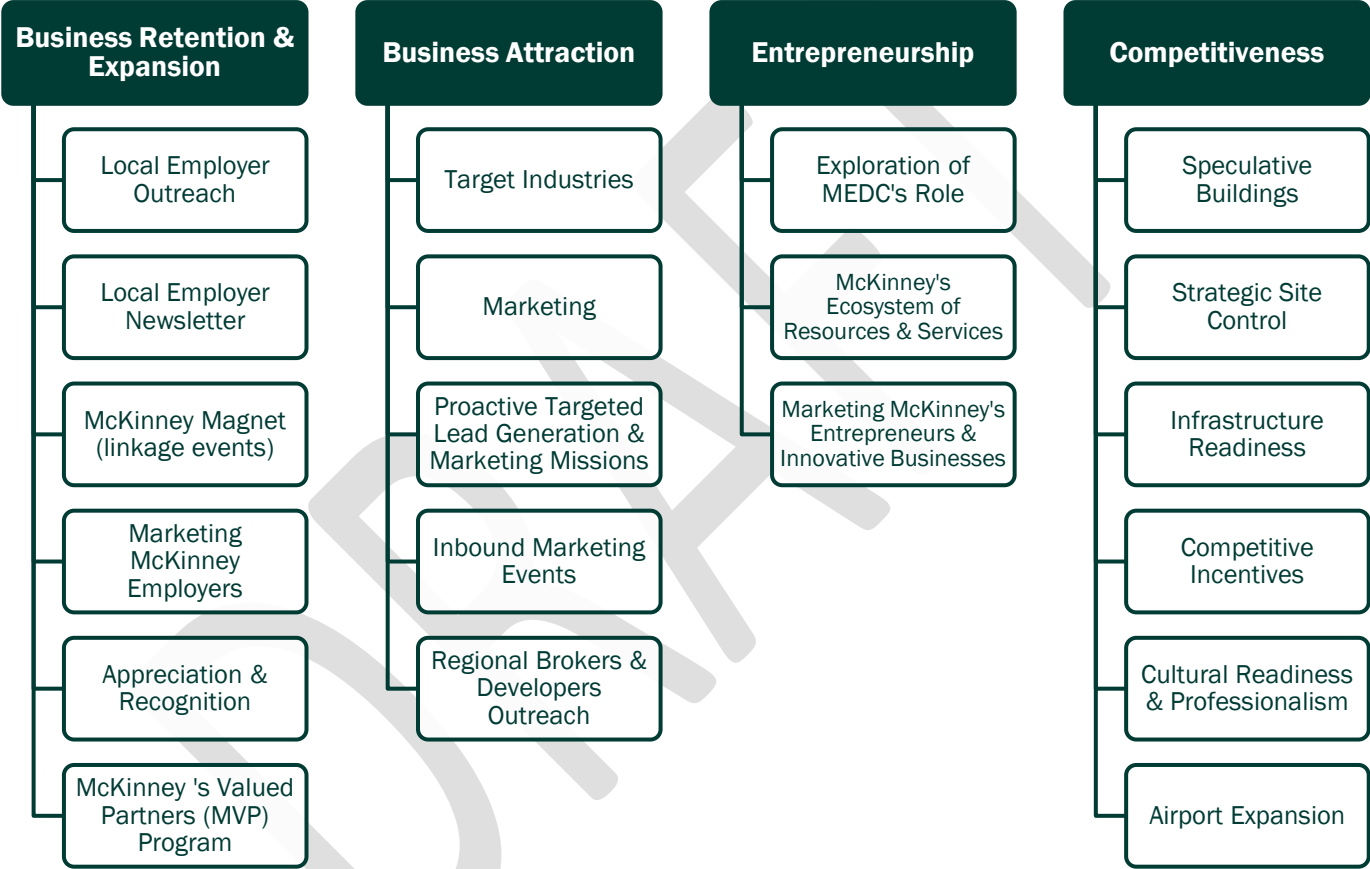 Business Retention &
Expansion
Local Employer
Outreach
Local Employer
Newsletter
McKinney Magnet
(linkage events)
Marketing
McKinney
Employers
Appreciation &
Recognition
McKinney 's Valued
Partners (MVP)
Program
Business Attraction
Target Industries
Marketing
Proactive Targeted
Lead Generation &
Marketing Missions
Inbound Marketing
Events
Regional Brokers &
Developers
Outreach
Entrepreneurship
Exploration of
MEDC's Role
McKinney's
Ecosystem of
Resources & Services
Marketing McKinney's
Entrepreneurs &
Innovative Businesses
Competitiveness
Speculative
Buildings
Strategic Site
Control
Infrastructure
Readiness
Competitive
Incentives
Cultural Readiness
& Professionalism
Airport Expansion
DRAFT